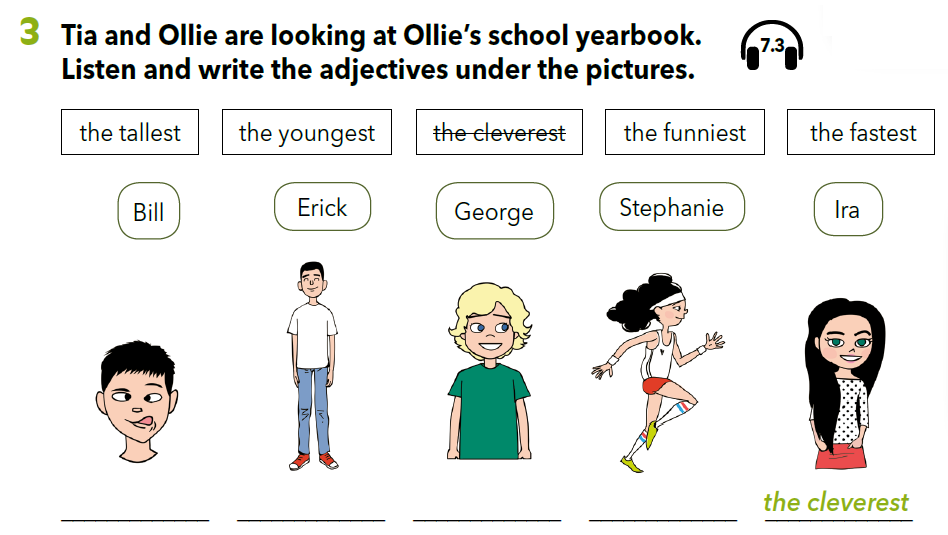 3 Tia and Ollie are looking at Ollie's school yearbook.
Listen and write the adjectives under the pictures.
7.3
the tallest the youngest the cleverest the funniest the fastest
Bill Erick George Stephanie Ira
the cleverest